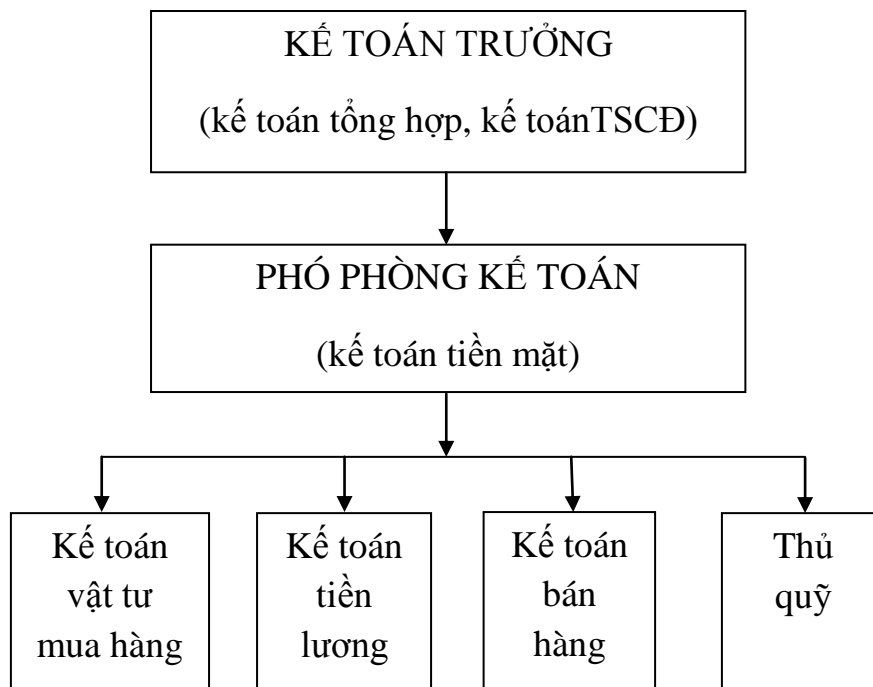 KẾ TOÁN TRƯỞNG
(kế toán tổng hợp, kế toánTSCĐ)
PHÓ PHÒNG KẾ TOÁN
(kế toán tiền mặt)
Kế toán
vật tư
mua hàng
Kế toán
tiền
lương
Kế toán
bán
hàng
Thủ
quỹ